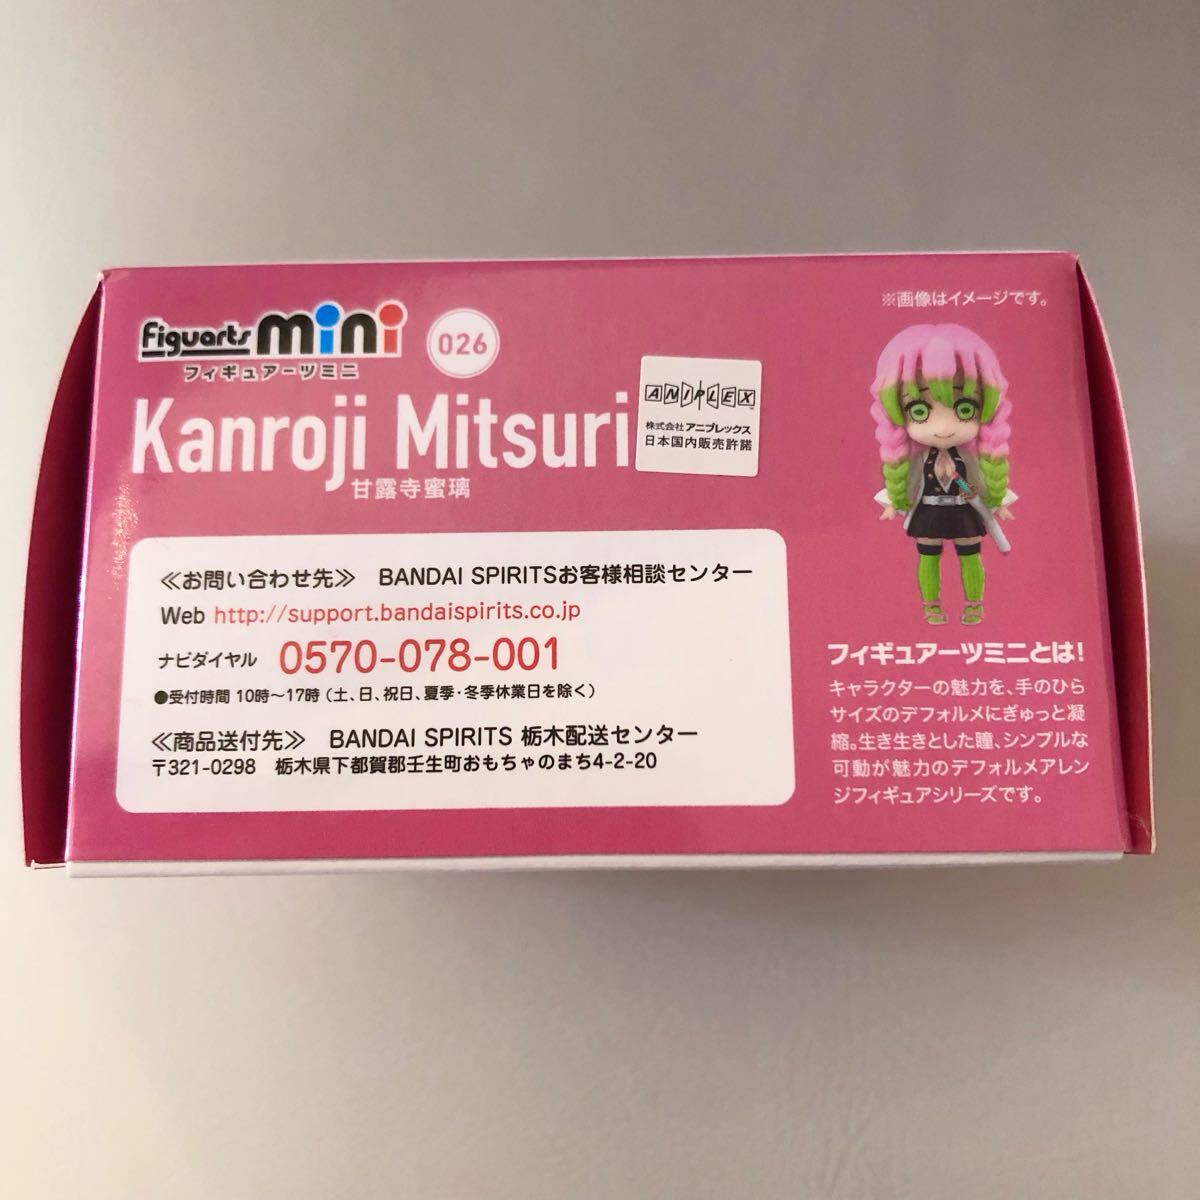 Figuarts mini
フィギュアーツミニ
026
Kanroji Mitsuri
甘露寺蜜璃
ANIPLEX
株式会社 アニプレックス
日本国内販売許諾
※画像はイメージです。
≪お問い合わせ先≫ BANDAI SPIRITSお客様相談センター
Web http://support.bandaispirits.co.jp
ナビダイヤル 0570-078-001
●受付時間 10時～17時（土、日、祝日、夏季・冬季休業日を除く）
≪商品送付先≫ BANDAI SPIRITS 栃木配送センター
〒321-0298 栃木県下都賀郡壬生町おもちゃのまち4-2-20
フィギュアーツミニとは!
キャラクターの魅力を、手のひら
サイズのデフォルメにぎゅっと凝
縮。生き生きとした瞳、シンプルな
可動が魅力のデフォルメアレン
ジフィギュアシリーズです。